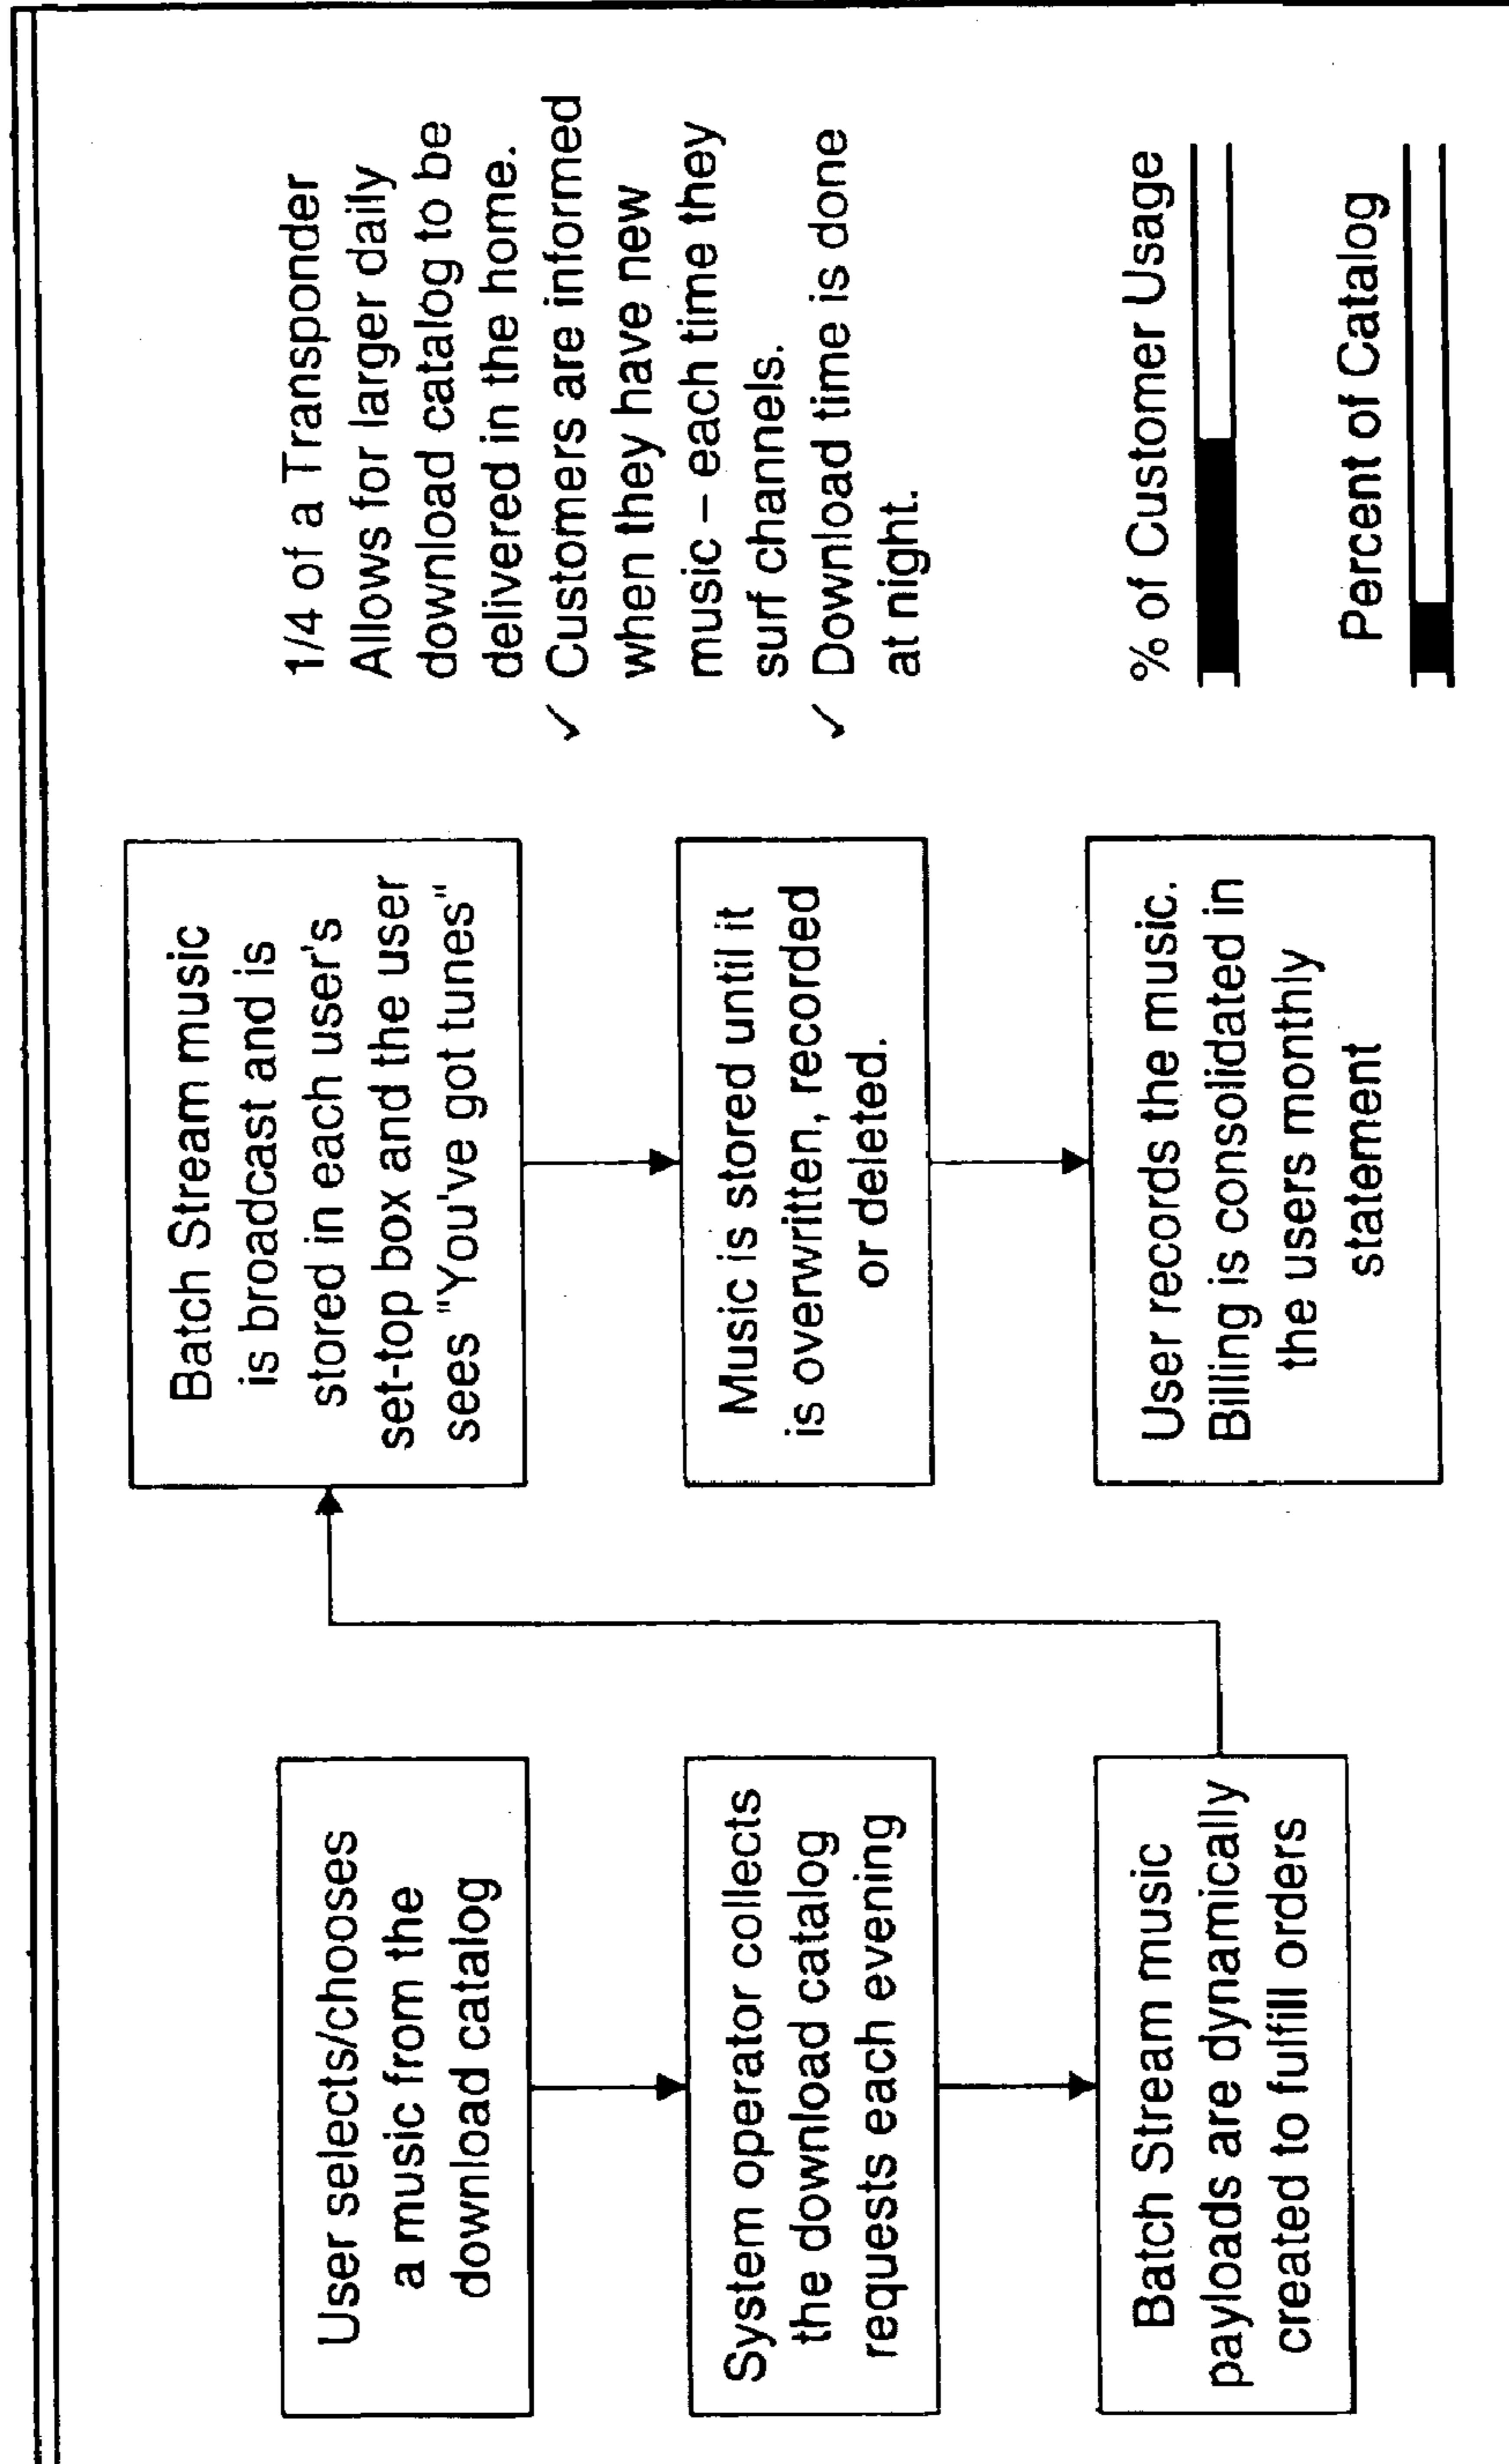 User selects/chooses
a music from the
download catalog
System operator collects
the download catalog
requests each evening
Batch Stream music
payloads are dynamically
created to fulfill orders
Batch Stream music
is broadcast and is
stored in each user's
set-top box and the user
sees "You've got tunes"
Music is stored until it
is overwritten, recorded
or deleted.
User records the music.
Billing is consolidated in
the users monthly
statement
1/4 of a Transponder
Allows for larger daily
download catalog to be
delivered in the home.
✓ Customers are informed
when they have new
music – each time they
surf channels.
✓ Download time is done
at night.
% of Customer Usage
Percent of Catalog